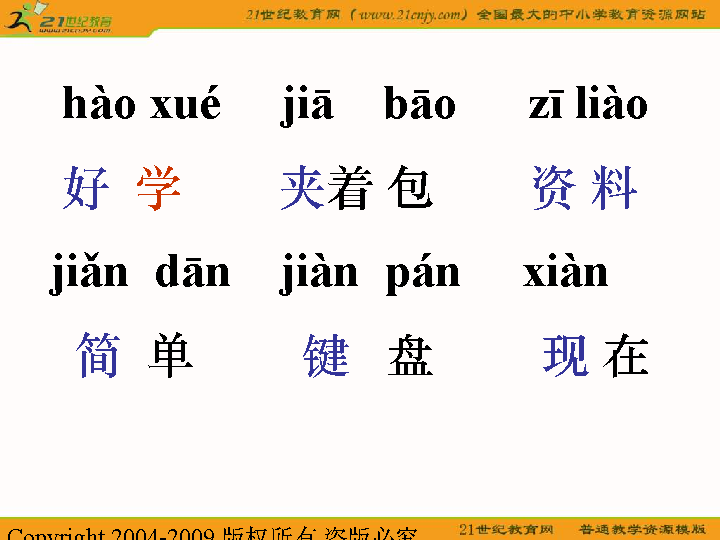 21世纪教育网
www.21cnjy.com
21世纪教育网（www.21cnjy.com）全国最大的中小学教育资源网站
hào xué jiā bāo zī liào
好 学 夹着 包 资 料
jiǎn dān jiàn pán xiàn
简 单 键 盘 现 在
Copyright 2004-2009 版权所有 盗版必究
21世纪教育网 普通教学资源模版